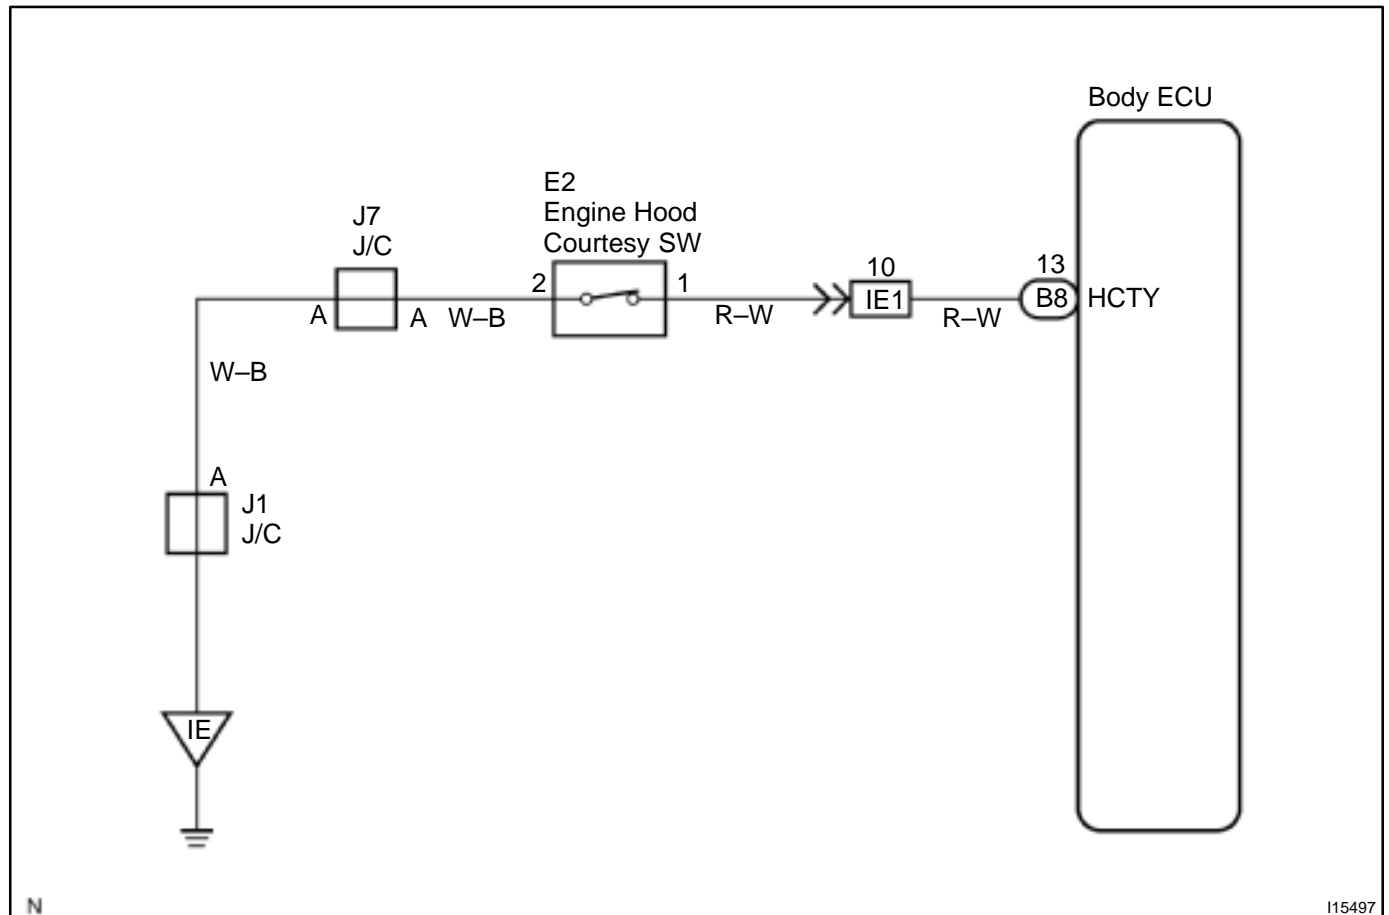 Body ECU
E2
Engine Hood
Courtesy SW
J7
J/C
2
1
10
13
IE1
B8
HCTY
A
A
W–B
R–W
R–W
W–B
A
J1
J/C
IE
N
I15497